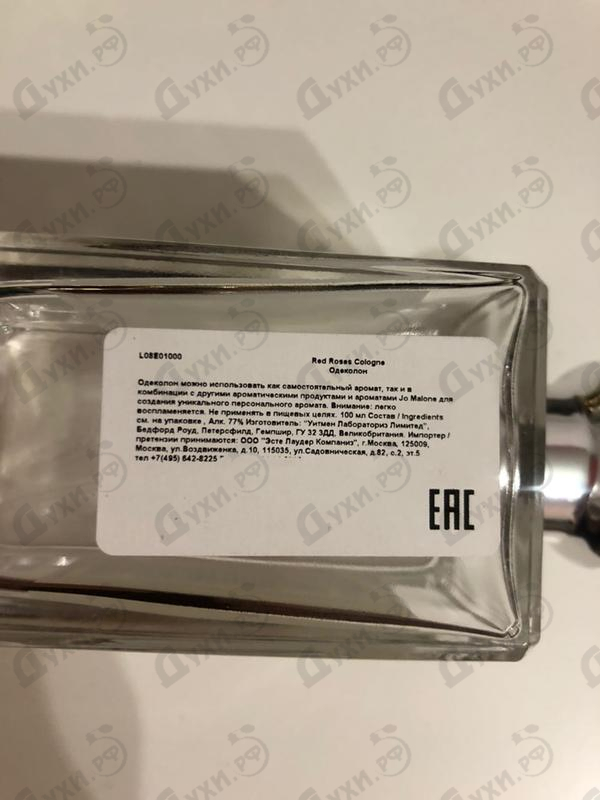 L08E01000
Red Roses Cologne
Одеколон
Одеколон можно использовать как самостоятельный аромат, так и в
комбинации с другими ароматическими продуктами и ароматами Jo Malone для
создания уникального персонального аромата. Внимание: легко
воспламеняется. Не применять в пищевых целях. 100 мл Состав / Ingredients
см. на упаковке , Алк. 77% Изготовитель: "Уитмен Лабораториз Лимитед",
Бедфорд Роуд, Петерсфилд, Гемпшир, ГУ 32 3ДД, Великобритания. Импортер /
претензии принимаются: ООО "Эсте Лаудер Компаниз", г.Москва, 125009,
Москва, ул.Воздвиженка, д.10, 115035, ул.Садовническая, д.82, с.2, эт.5
тел +7(495) 642-8225
EAC
Духи.рф